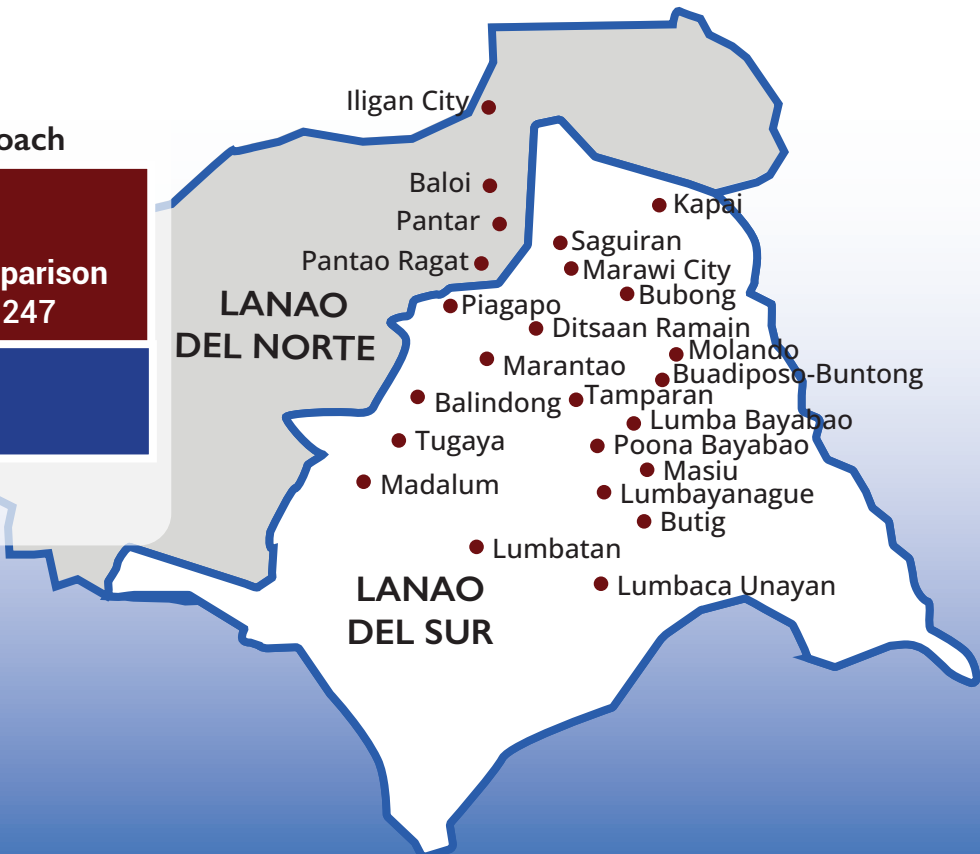 oach
parison
247
Iligan City
Baloi
Pantar
Pantao Ragat
LANAO
DEL NORTE
Kapai
Saguiran
Marawi City
Bubong
Piagapo
Ditsaan Ramain
Molando
Marantao
Buadiposo-Buntong
Tamparan
Balindong
Lumba Bayabao
Tugaya
Poona Bayabao
Masiu
Madalum
Lumbayanague
Butig
Lumbatan
Lumbaca Unayan
LANAO
DEL SUR